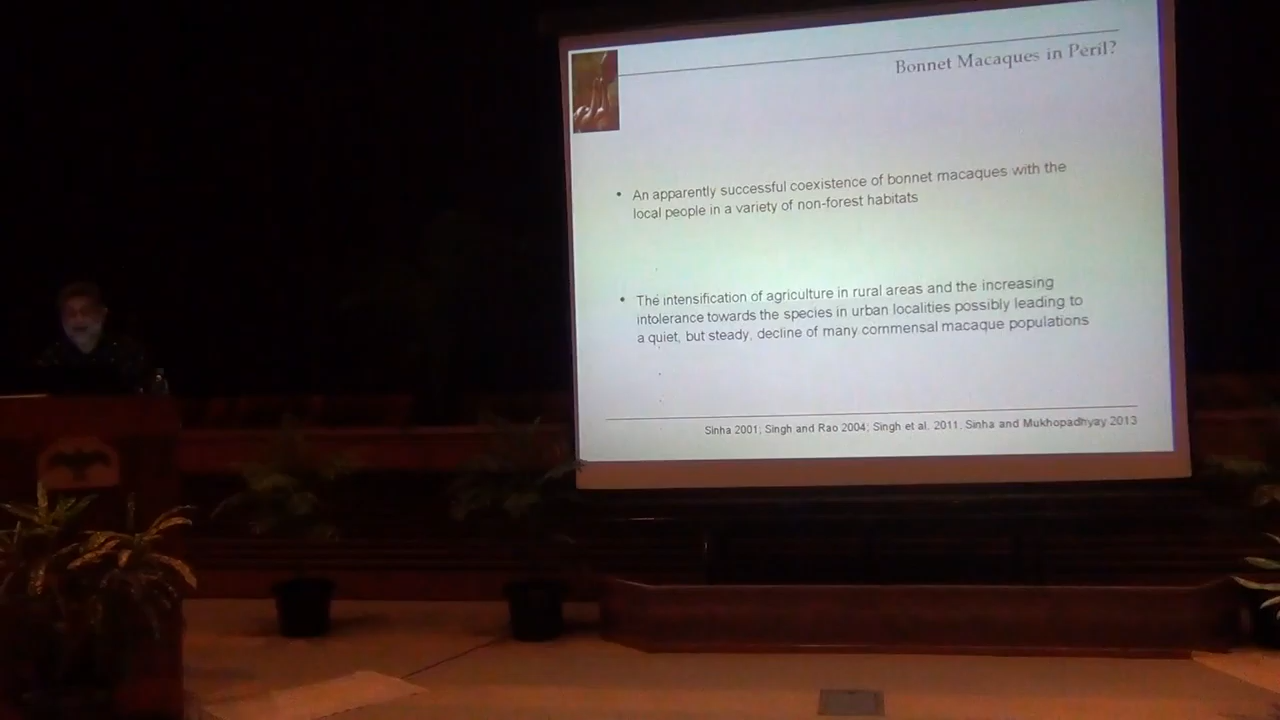 Bonnet Macaques in Peril?
• An apparently successful coexistence of bonnet macaques with the
local people in a variety of non-forest habitats
• The intensification of agriculture in rural areas and the increasing
intolerance towards the species in urban localities possibly leading to
a quiet, but steady, decline of many commensal macaque populations
Sinha 2001; Singh and Rao 2004; Singh et al. 2011, Sinha and Mukhopadhyay 2013